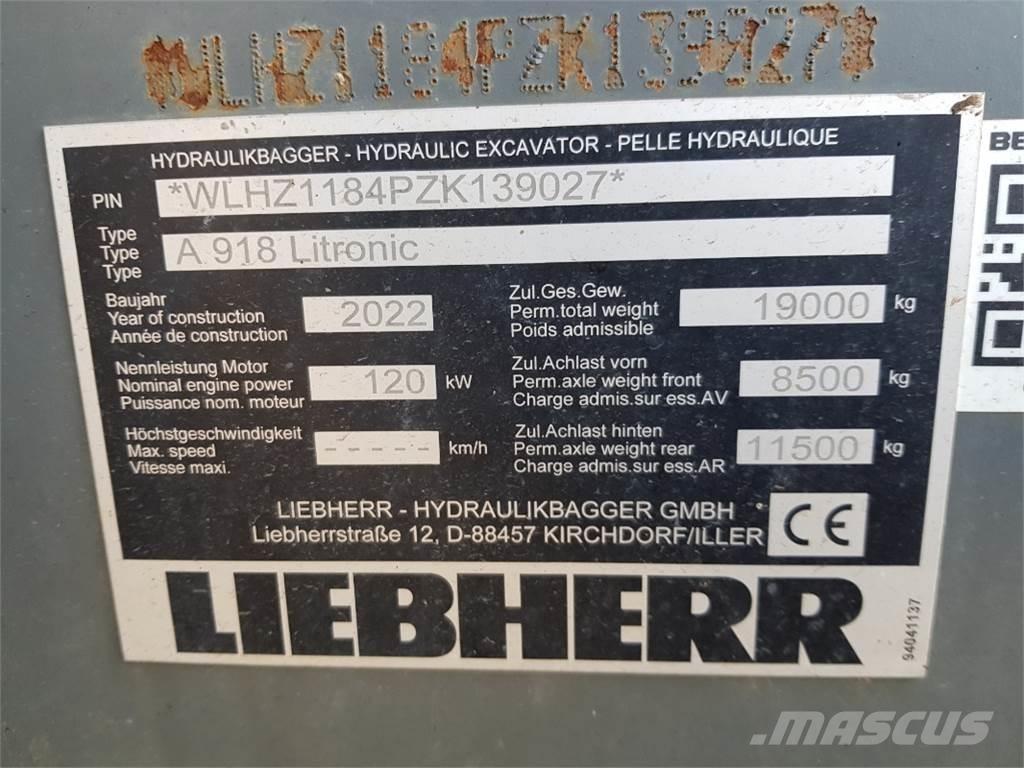 *WLHZ1184PZK139027*
HYDRAULIKBAGGER - HYDRAULIC EXCAVATOR - PELLE HYDRAULIQUE
PIN *WLHZ1184PZK139027*
Type
Type A 918 Litronic
Type
Baujahr
Year of construction 2022
Année de construction
Zul.Ges.Gew.
Perm.total weight 19000 kg
Poids admissible
Nennleistung Motor
Nominal engine power 120 kW
Puissance nom. moteur
Zul.Achlast vorn
Perm.axle weight front 8500 kg
Charge admis.sur ess.AV
Höchstgeschwindigkeit
Max. speed - - - - - km/h
Vitesse maxi.
Zul.Achlast hinten
Perm.axle weight rear 11500 kg
Charge admis.sur ess.AR
LIEBHERR - HYDRAULIKBAGGER GMBH
Liebherrstraße 12, D-88457 KIRCHDORF/ILLER
CE
LIEBHERR
94041137
BE
MASCUS